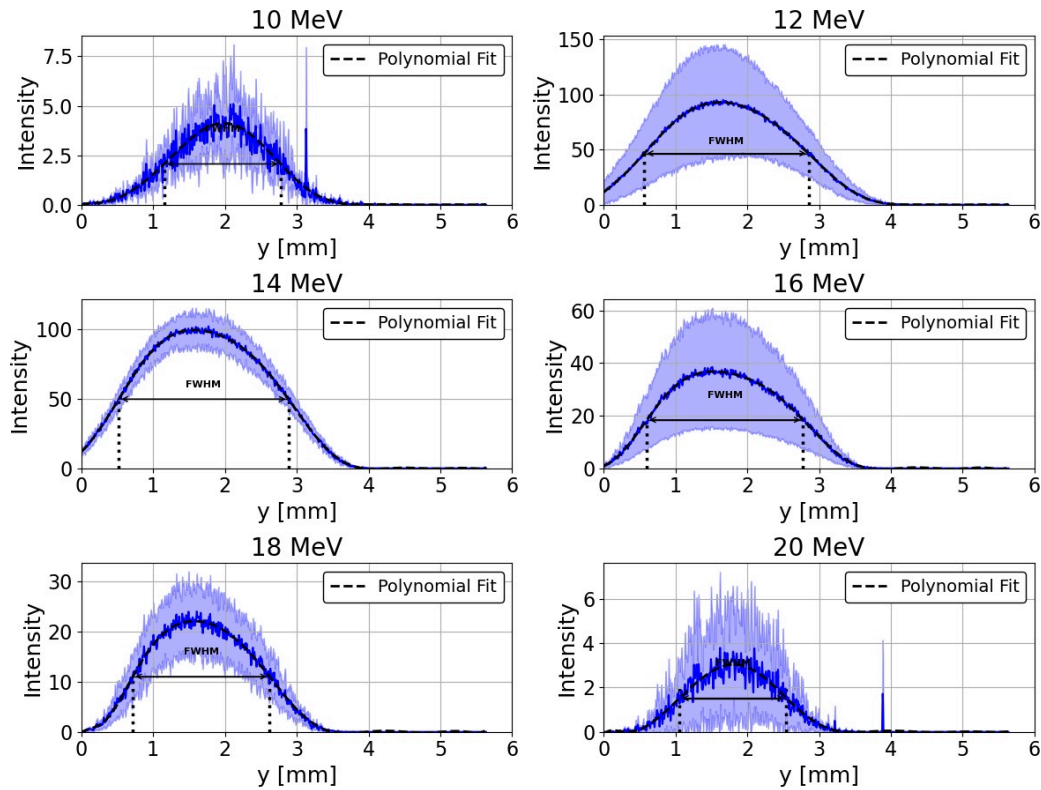 10 MeV
Intensity
7.5
5.0
2.5
0.0
Polynomial Fit
0 1 2 3 4 5 6
y [mm]
12 MeV
Intensity
150
100
50
0
Polynomial Fit
FWHM
0 1 2 3 4 5 6
y [mm]
14 MeV
Intensity
100
50
0
Polynomial Fit
FWHM
0 1 2 3 4 5 6
y [mm]
16 MeV
Intensity
60
40
20
0
Polynomial Fit
FWHM
0 1 2 3 4 5 6
y [mm]
18 MeV
Intensity
30
20
10
0
Polynomial Fit
FWHM
0 1 2 3 4 5 6
y [mm]
20 MeV
Intensity
6
4
2
0
Polynomial Fit
0 1 2 3 4 5 6
y [mm]